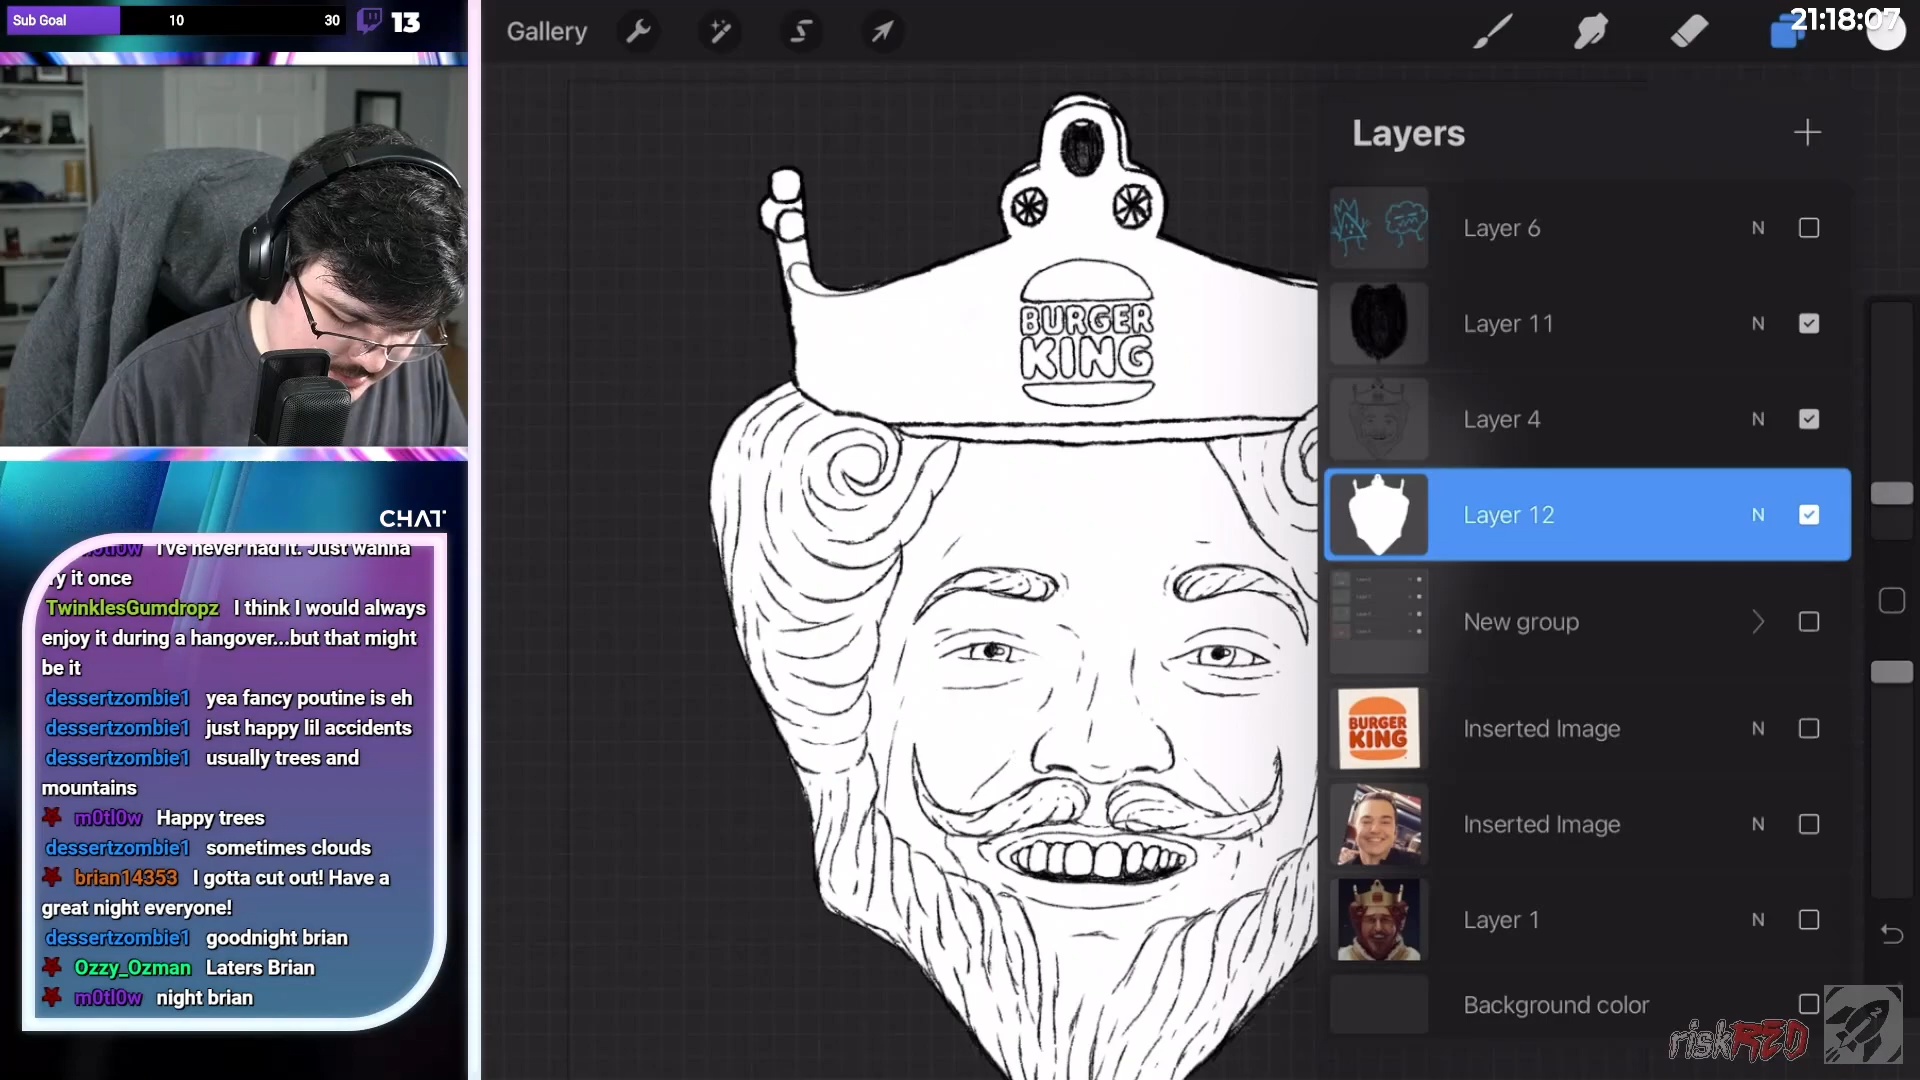 Sub Goal 10 30 13
Gallery
21:18:07
Layers
Layer 6 N
Layer 11 N
Layer 4 N
Layer 12 N
New group
Inserted Image N
Inserted Image N
Layer 1 N
Background color
BURGER
KING
BURGER
KING
CHAT
I've never had it. Just wanna
y it once
TwinklesGumdropz I think I would always
enjoy it during a hangover...but that might
be it
dessertzombie1 yea fancy poutine is eh
dessertzombie1 just happy lil accidents
dessertzombie1 usually trees and
mountains
m0tl0w Happy trees
dessertzombie1 sometimes clouds
brian14353 I gotta cut out! Have a
great night everyone!
dessertzombie1 goodnight brian
Ozzy_Ozman Laters Brian
m0tl0w night brian
riskRED